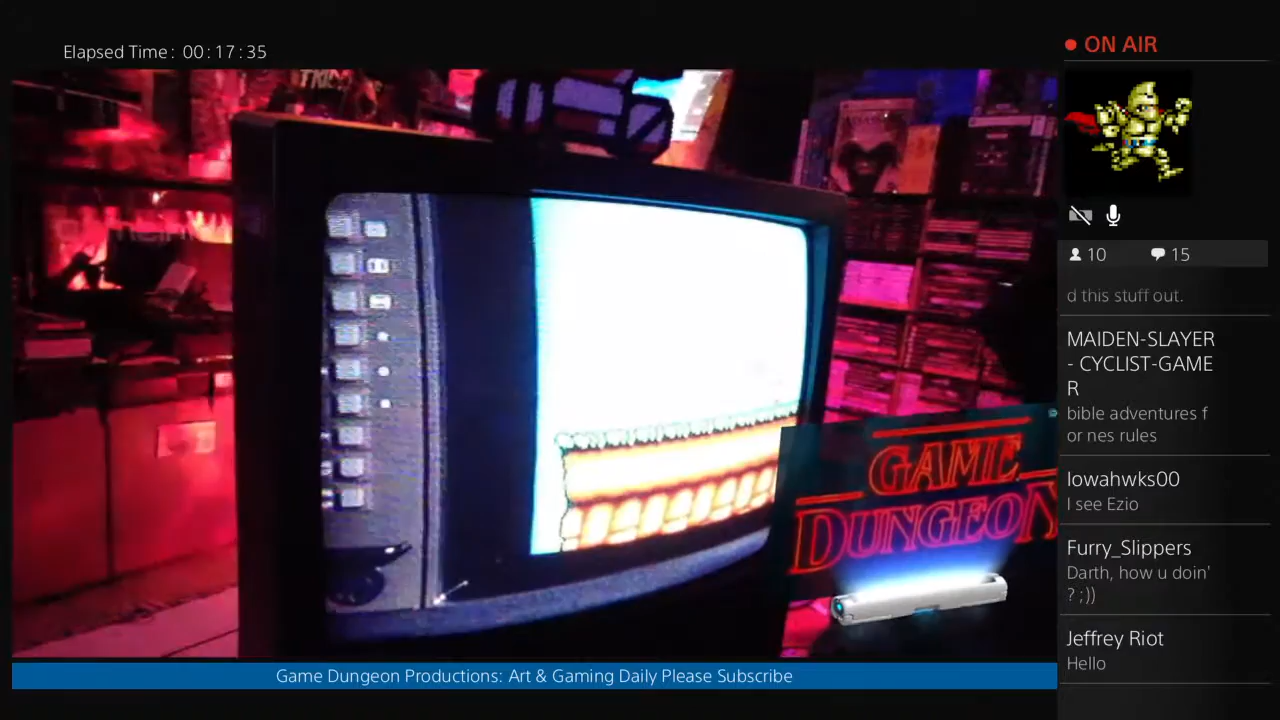 Elapsed Time: 00:17:35
ON AIR
10
15
d this stuff out.
MAIDEN-SLAYER
- CYCLIST-GAME
R
bible adventures f
or nes rules
Iowahwks00
I see Ezio
Furry_Slippers
Darth, how u doin'
? ;))
Jeffrey Riot
Hello
GAME
DUNGEON
Game Dungeon Productions: Art & Gaming Daily Please Subscribe